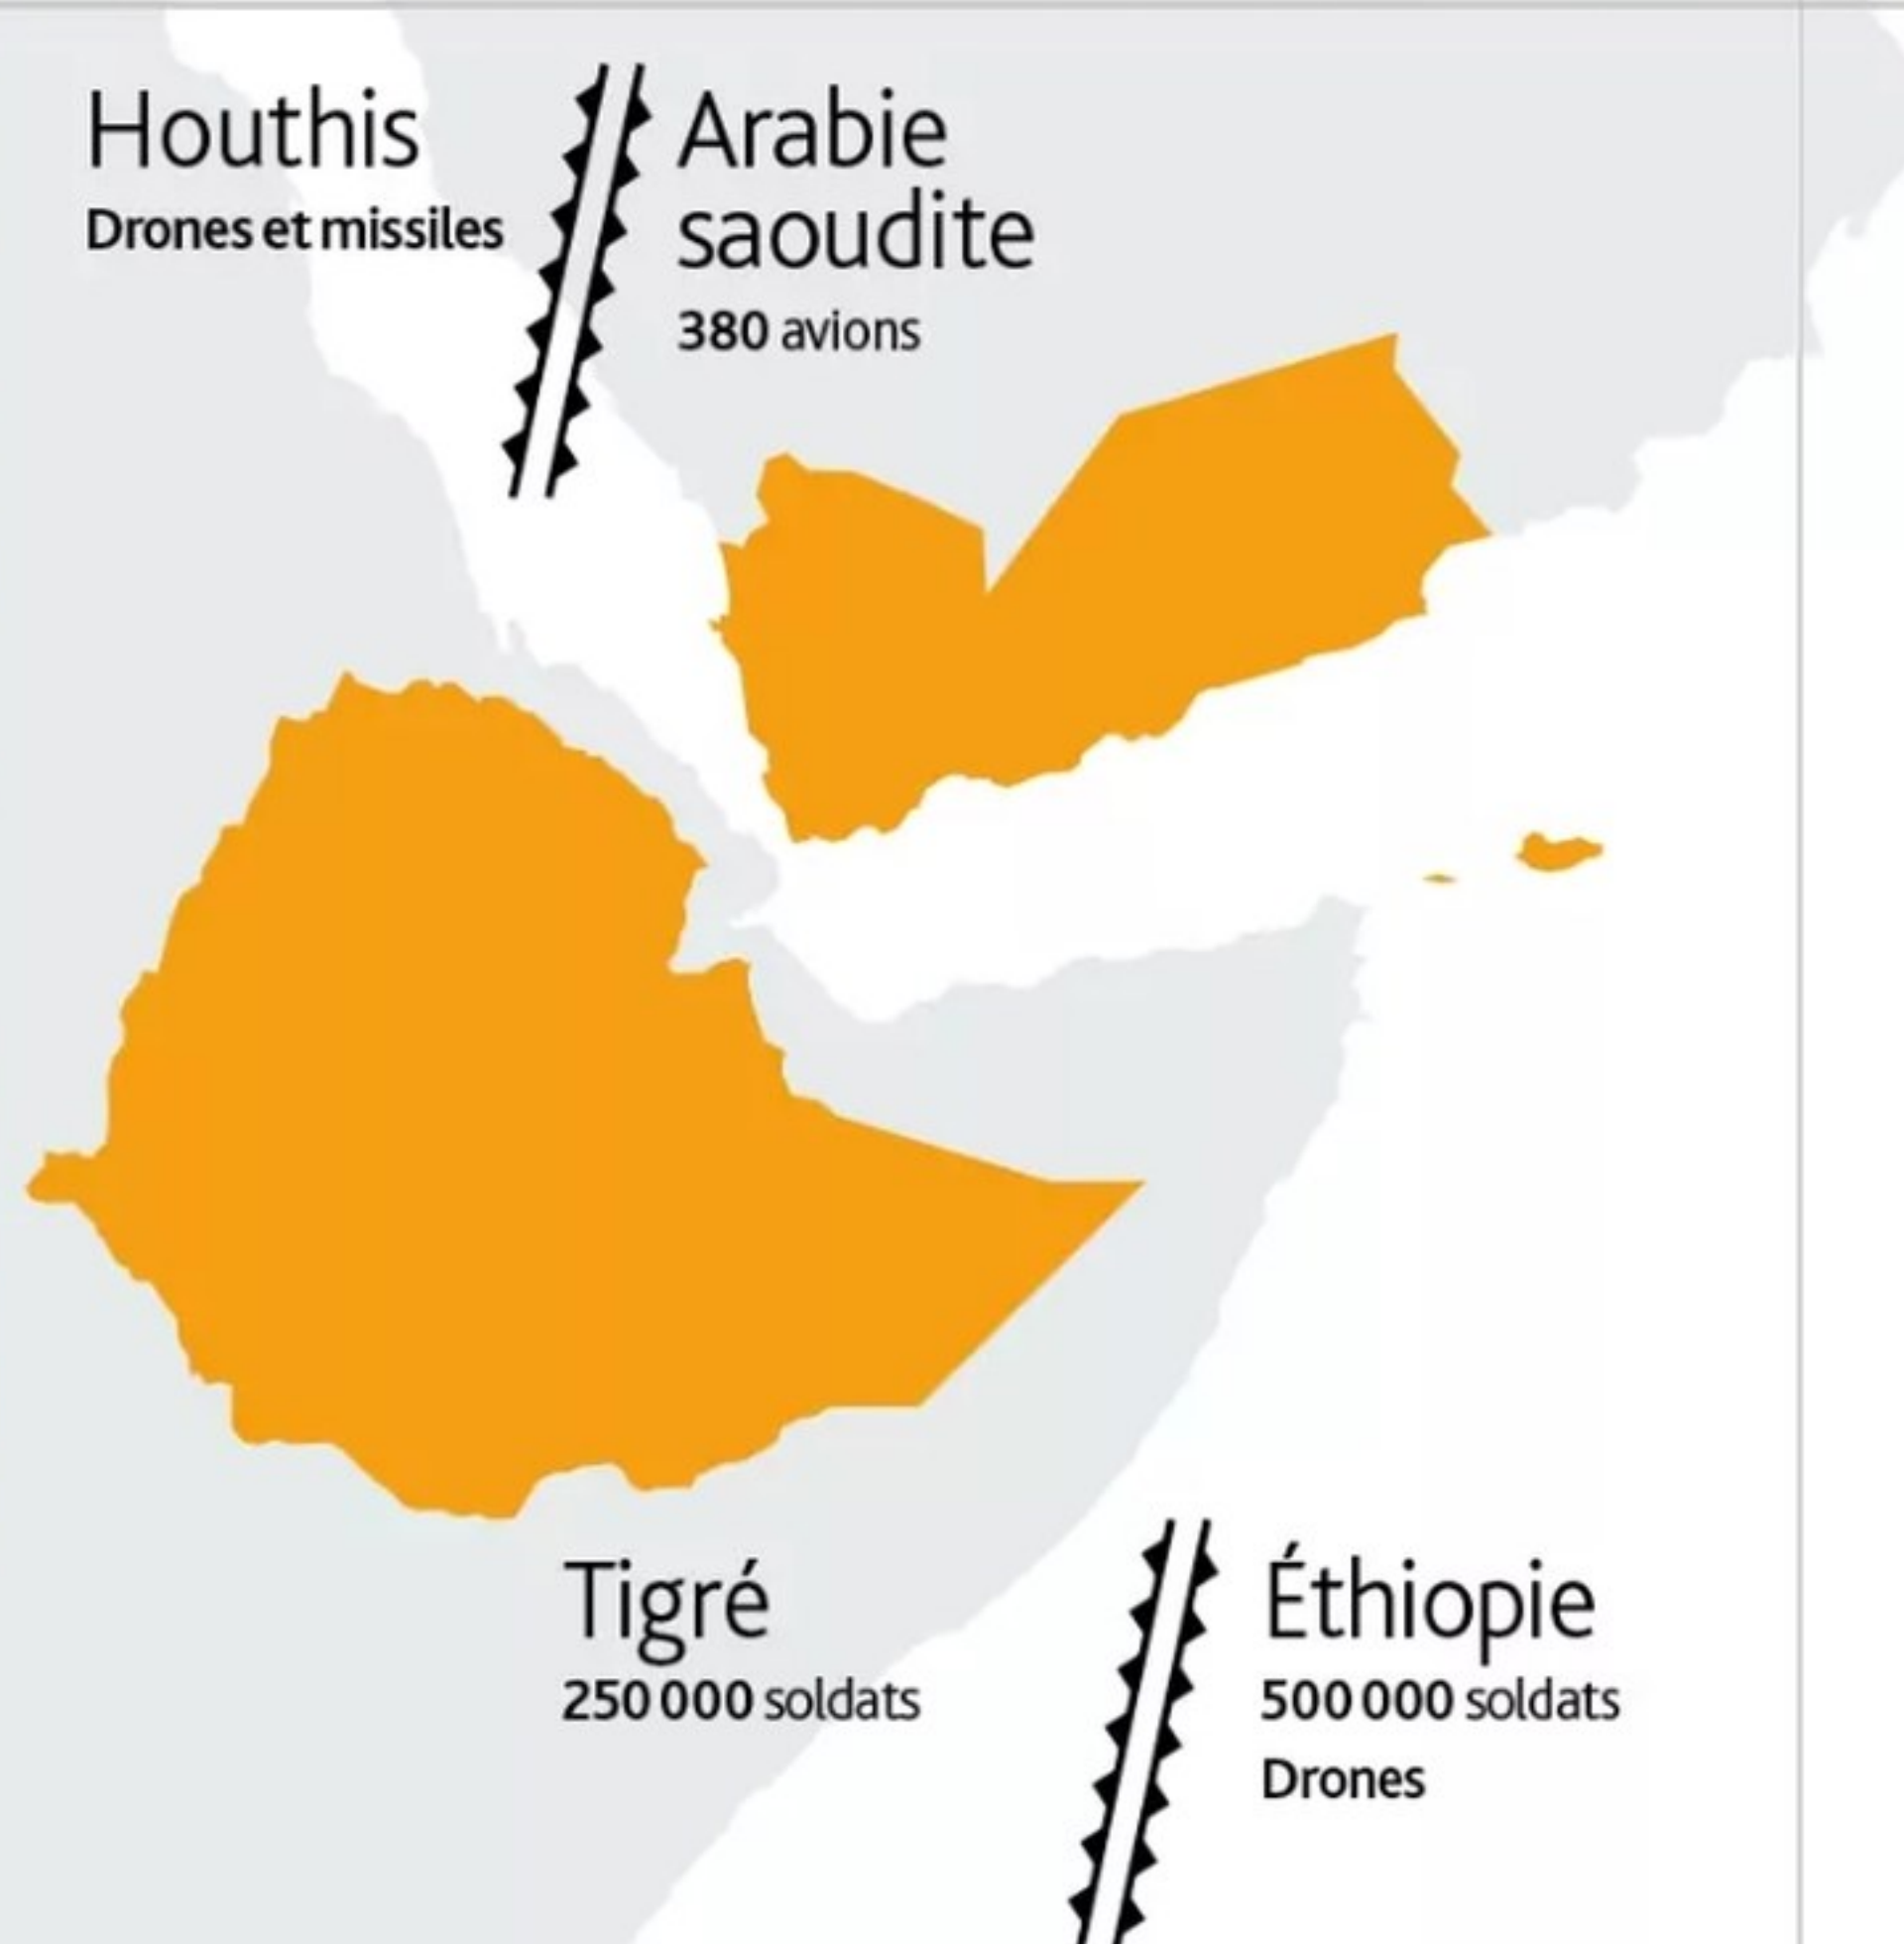 Houthis
Drones et missiles
Arabie
saoudite
380 avions
Tigré
250 000 soldats
Éthiopie
500 000 soldats
Drones